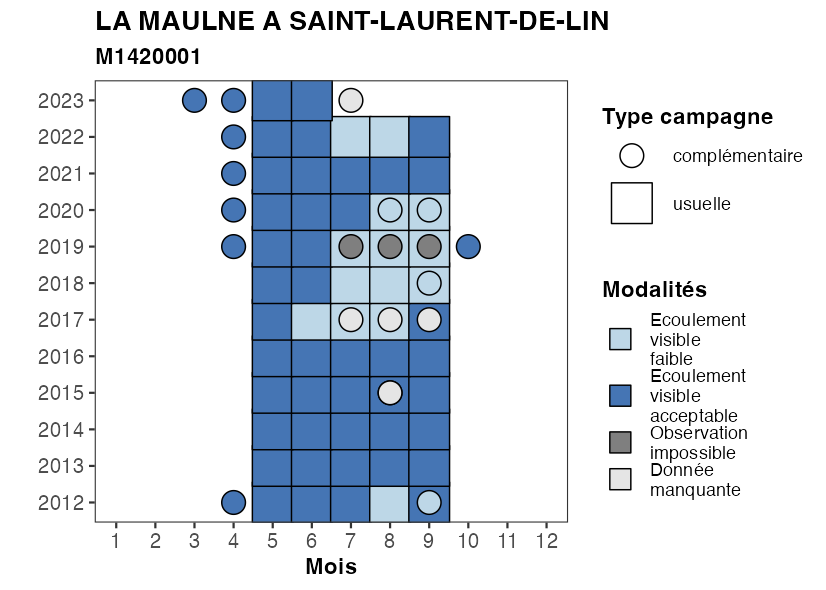 LA MAULNE A SAINT-LAURENT-DE-LIN
M1420001
2023
2022
2021
2020
2019
2018
2017
2016
2015
2014
2013
2012
1 2 3 4 5 6 7 8 9 10 11 12
Mois
Type campagne
complémentaire
usuelle
Modalités
Ecoulement
visible
faible
Ecoulement
visible
acceptable
Observation
impossible
Donnée
manquante